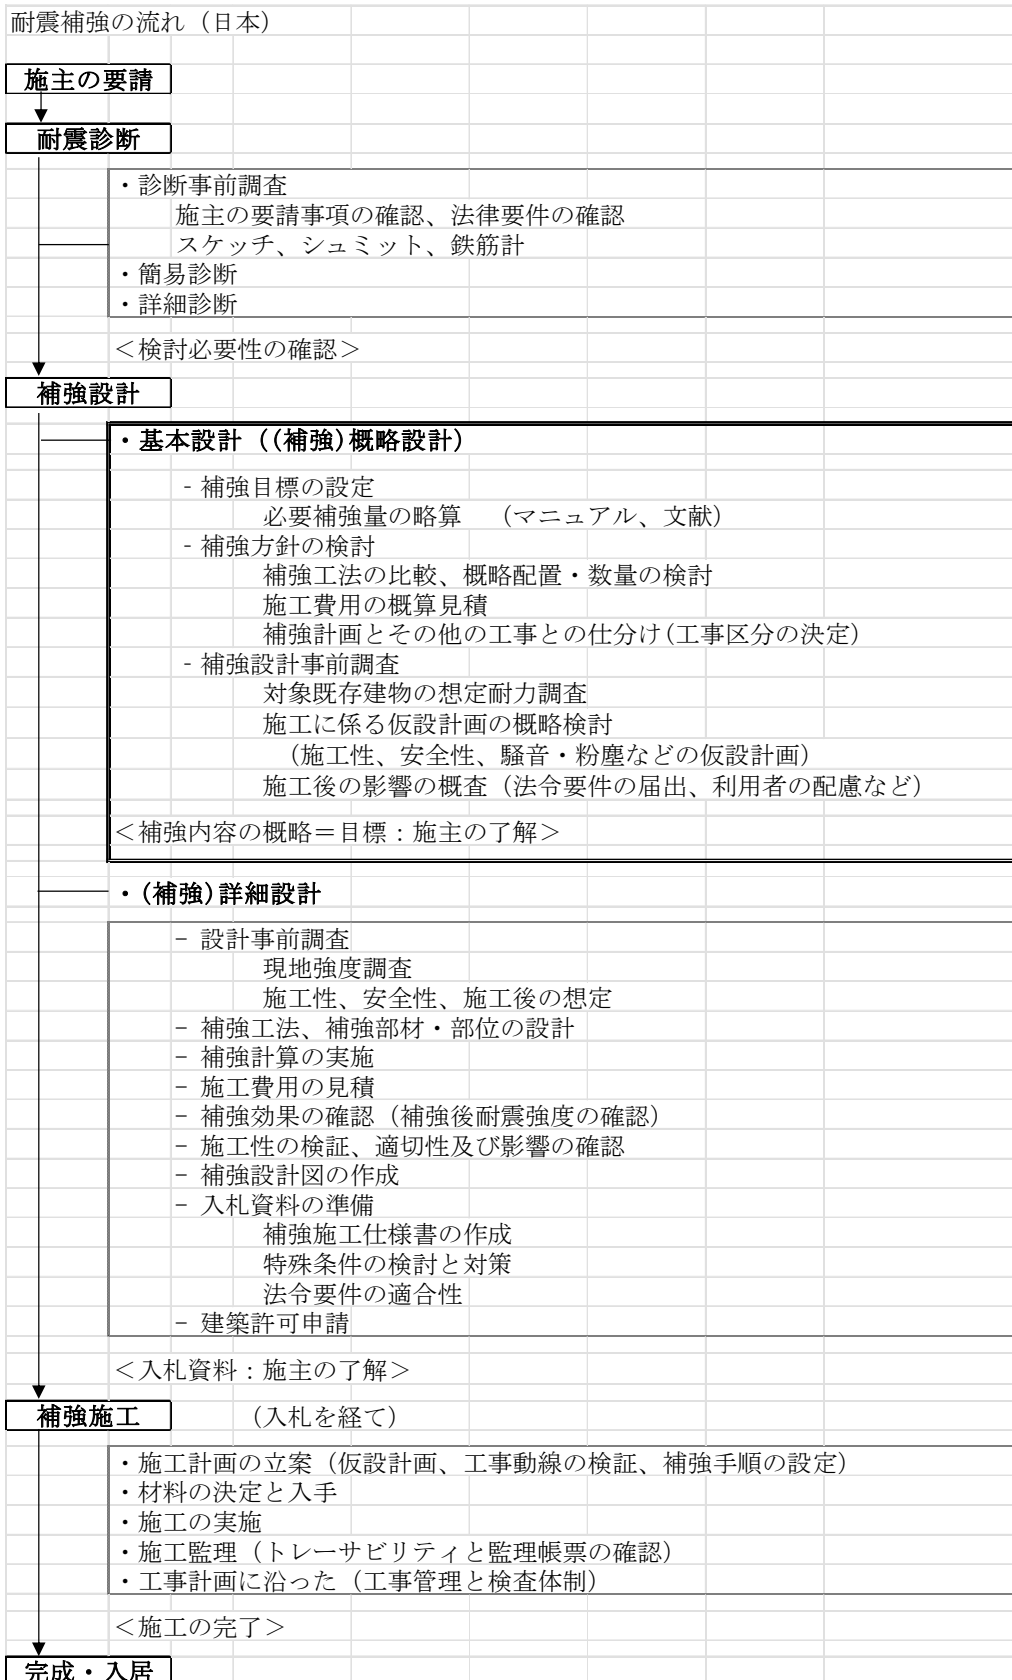 耐震補強の流れ（日本）
施主の要請
耐震診断
・診断事前調査
施主の要請事項の確認、法律要件の確認
スケッチ、シュミット、鉄筋計
・簡易診断
・詳細診断
＜検討必要性の確認＞
補強設計
・基本設計（(補強)概略設計）
‐補強目標の設定
必要補強量の略算　（マニュアル、文献）
‐補強方針の検討
補強工法の比較、概略配置・数量の検討
施工費用の概算見積
補強計画とその他の工事との仕分け(工事区分の決定)
‐補強設計事前調査
対象既存建物の想定耐力調査
施工に係る仮設計画の概略検討
（施工性、安全性、騒音・粉塵などの仮設計画）
施工後の影響の概査（法令要件の届出、利用者の配慮など）
＜補強内容の概略＝目標：施主の了解＞
・(補強)詳細設計
− 設計事前調査
現地強度調査
施工性、安全性、施工後の想定
− 補強工法、補強部材・部位の設計
− 補強計算の実施
− 施工費用の見積
− 補強効果の確認（補強後耐震強度の確認）
− 施工性の検証、適切性及び影響の確認
− 補強設計図の作成
− 入札資料の準備
補強施工仕様書の作成
特殊条件の検討と対策
法令要件の適合性
− 建築許可申請
＜入札資料：施主の了解＞
補強施工　（入札を経て）
・施工計画の立案（仮設計画、工事動線の検証、補強手順の設定）
・材料の決定と入手
・施工の実施
・施工監理（トレーサビリティと監理帳票の確認）
・工事計画に沿った（工事管理と検査体制）
＜施工の完了＞
完成・入居